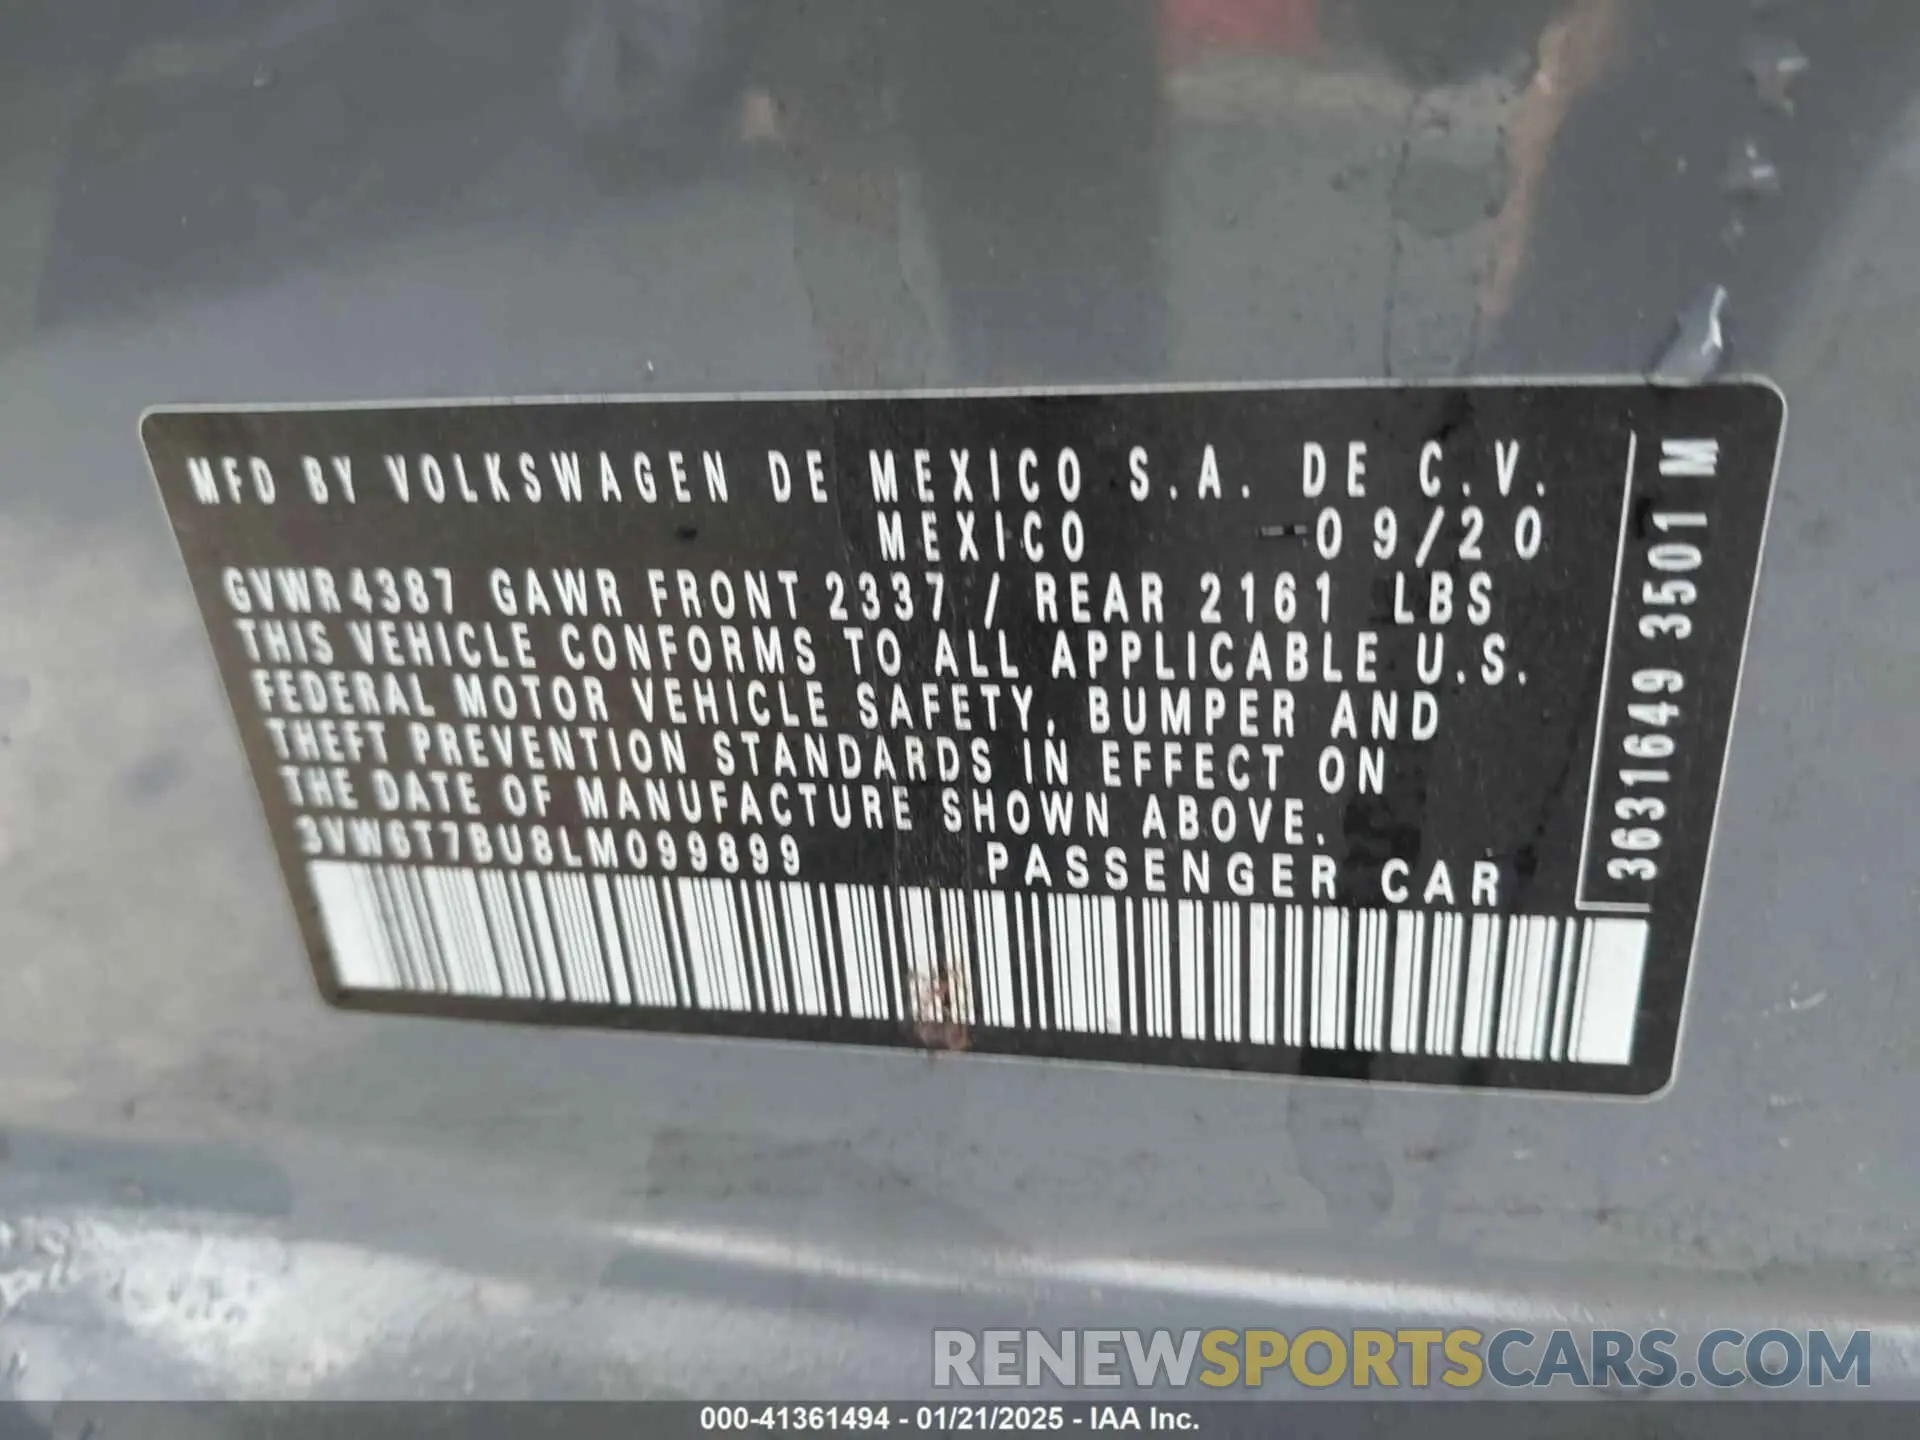 MFD BY VOLKSWAGEN DE MEXICO S.A. DE C.V.
MEXICO 09/20
GVWR 4387 GAWR FRONT 2337 / REAR 2161 LBS
THIS VEHICLE CONFORMS TO ALL APPLICABLE U.S.
FEDERAL MOTOR VEHICLE SAFETY, BUMPER AND
THEFT PREVENTION STANDARDS IN EFFECT ON
THE DATE OF MANUFACTURE SHOWN ABOVE.
3VW6T7BU8LM099899 PASSENGER CAR
3631649 3501 M
RENEWSPORTSCARS.COM
000-41361494 - 01/21/2025 - IAA Inc.